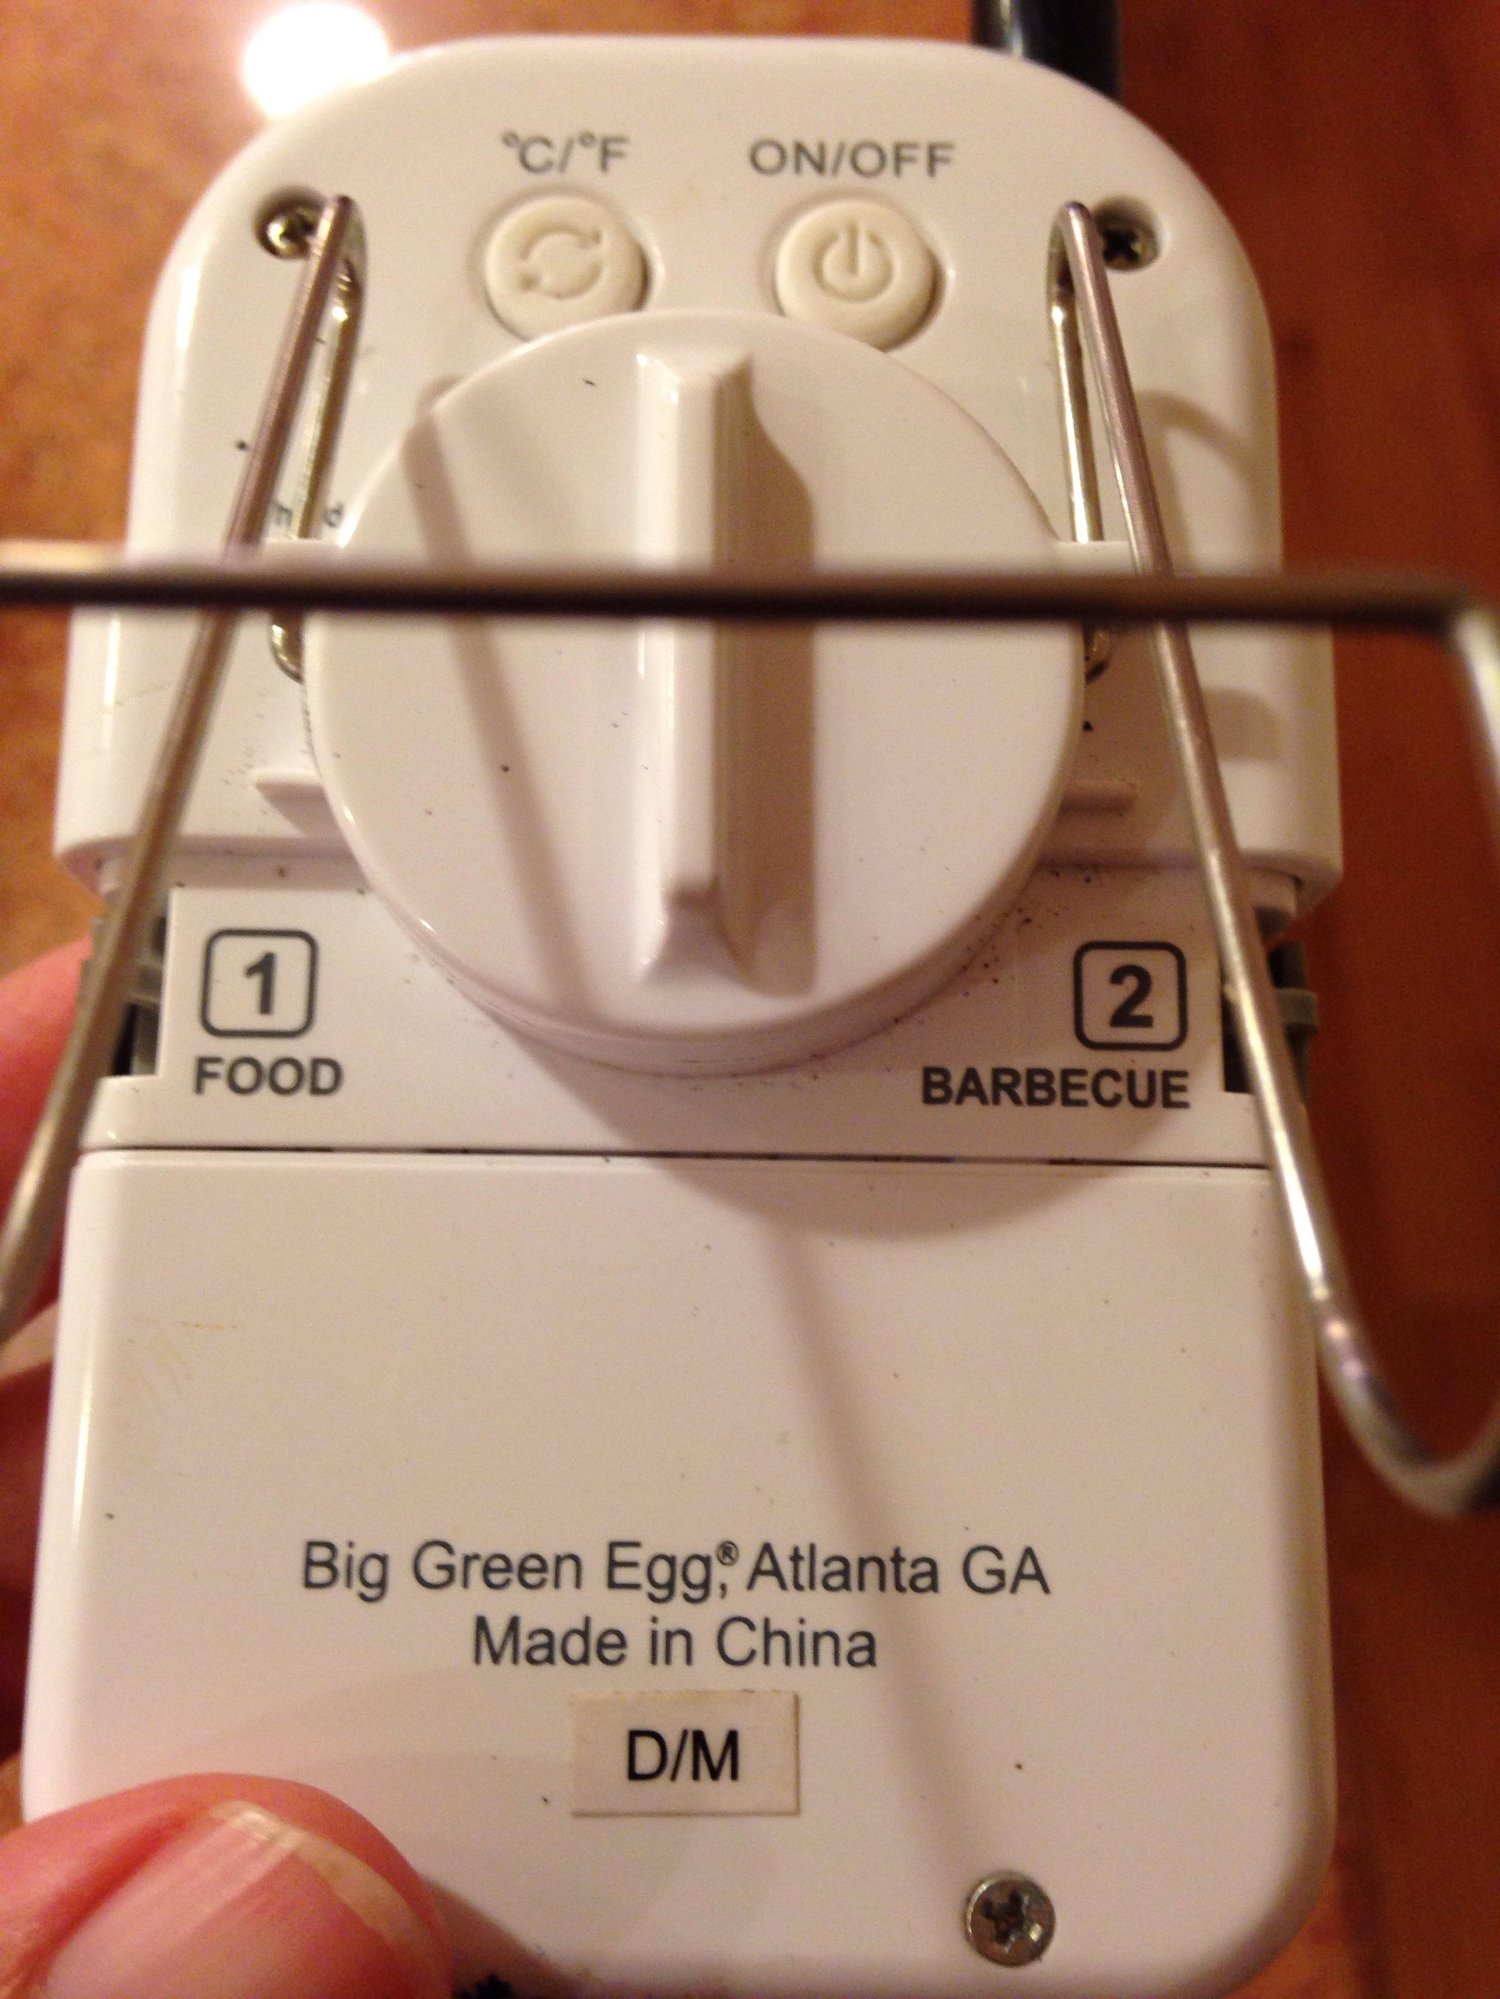 °C/°F ON/OFF
1 2
FOOD BARBECUE
Big Green Egg,® Atlanta GA
Made in China
D/M